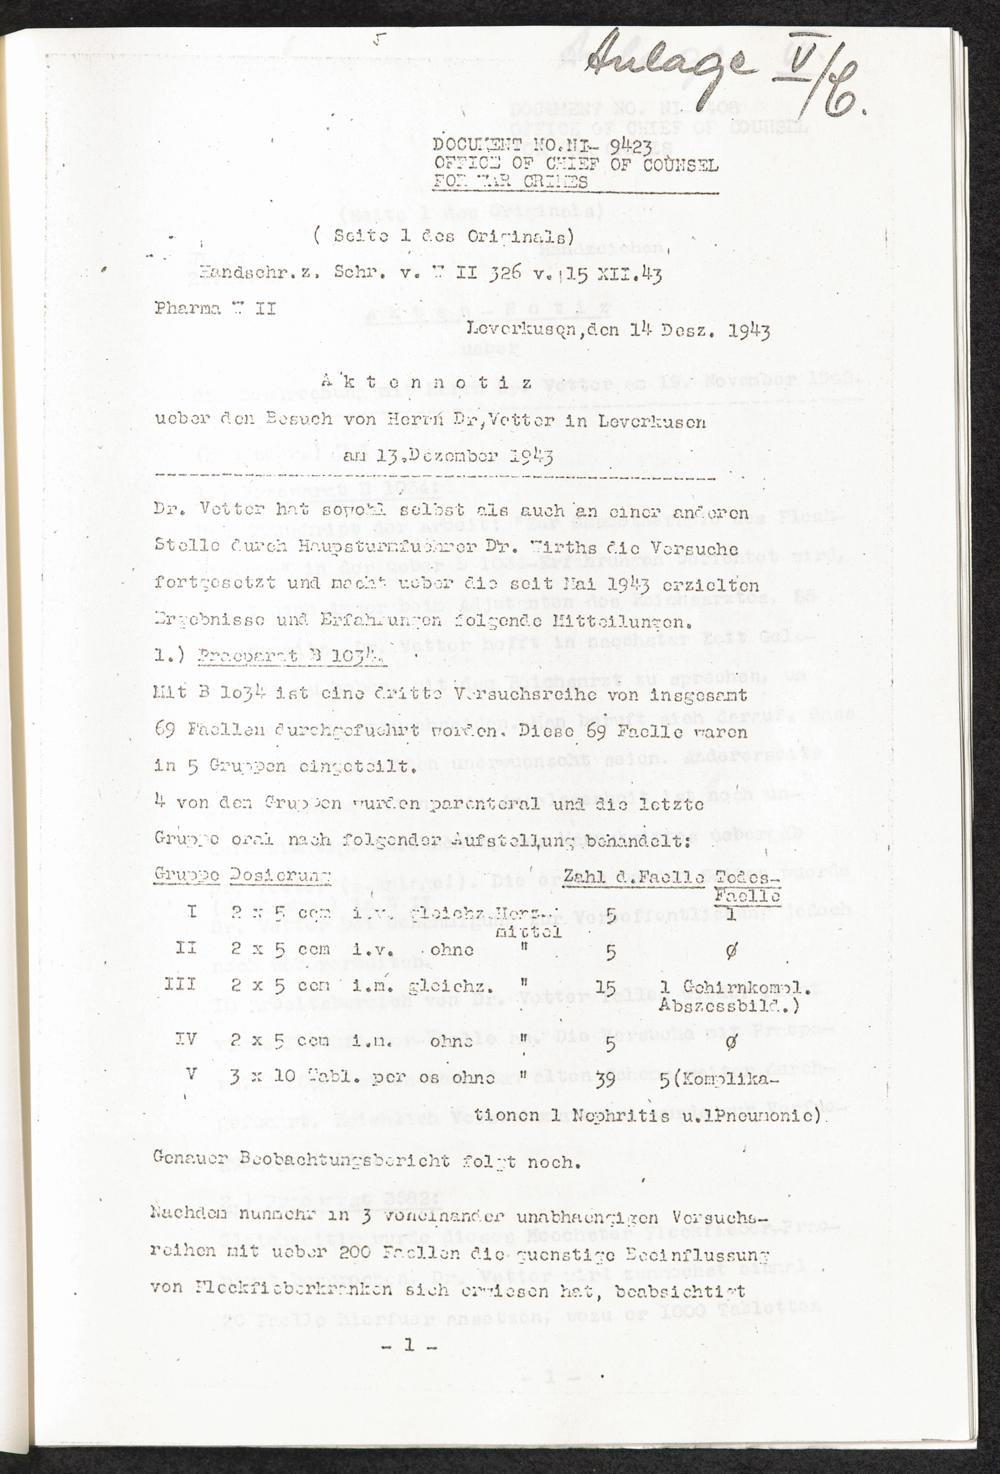 5
Anlage V/C.
DOCUMENT NO.NI- 9423
OFFICE OF CHIEF OF COUNSEL
FOR WAR CRIMES
( Seite 1 des Originals)
Handschr.z. Schr. v. W II 326 v. 15 XII.43
Pharma W II
Leverkusen,den 14 Desz. 1943
A k t e n n o t i z
ueber den Besuch von Herrn Dr,Vetter in Leverkusen
am 13.Dezember 1943
Dr. Vetter hat sowohl selbst als auch an einer anderen
Stelle durch Haupsturmfuehrer Dr. Wirths die Versuche
fortgesetzt und macht ueber die seit Mai 1943 erzielten
Ergebnisse und Erfahrungen folgende Mitteilungen.
1.) Praeparat B 1034.
Mit B 1034 ist eine dritte Versuchsreihe von insgesamt
69 Faellen durchgefuehrt worden. Diese 69 Faelle waren
in 5 Gruppen eingeteilt.
4 von den Gruppen wurden parenteral und die letzte
Gruppe oral nach folgender Aufstellung behandelt:
Gruppe Dosierung Zahl d.Faelle Todes-
Faelle
I 2 x 5 ccm i.v. gleichz.Herz- 5 1
mittel
II 2 x 5 ccm i.v. ohne " 5 ø
III 2 x 5 ccm i.m. gleichz. " 15 1 Gehirnkompl.
Abszessbild.)
IV 2 x 5 ccm i.m. ohne " 5 ø
V 3 x 10 Tabl. per os ohne " 39 5(Komplika-
tionen 1 Nephritis u.1Pneumonie)
Genauer Beobachtungsbericht folgt noch.
Nachdem nunmehr in 3 voneinander unabhaengigen Versuchs-
reihen mit ueber 200 Faellen die guenstige Beeinflussung
von Fleckfieberkranken sich erwiesen hat, beabsichtigt
- 1 -